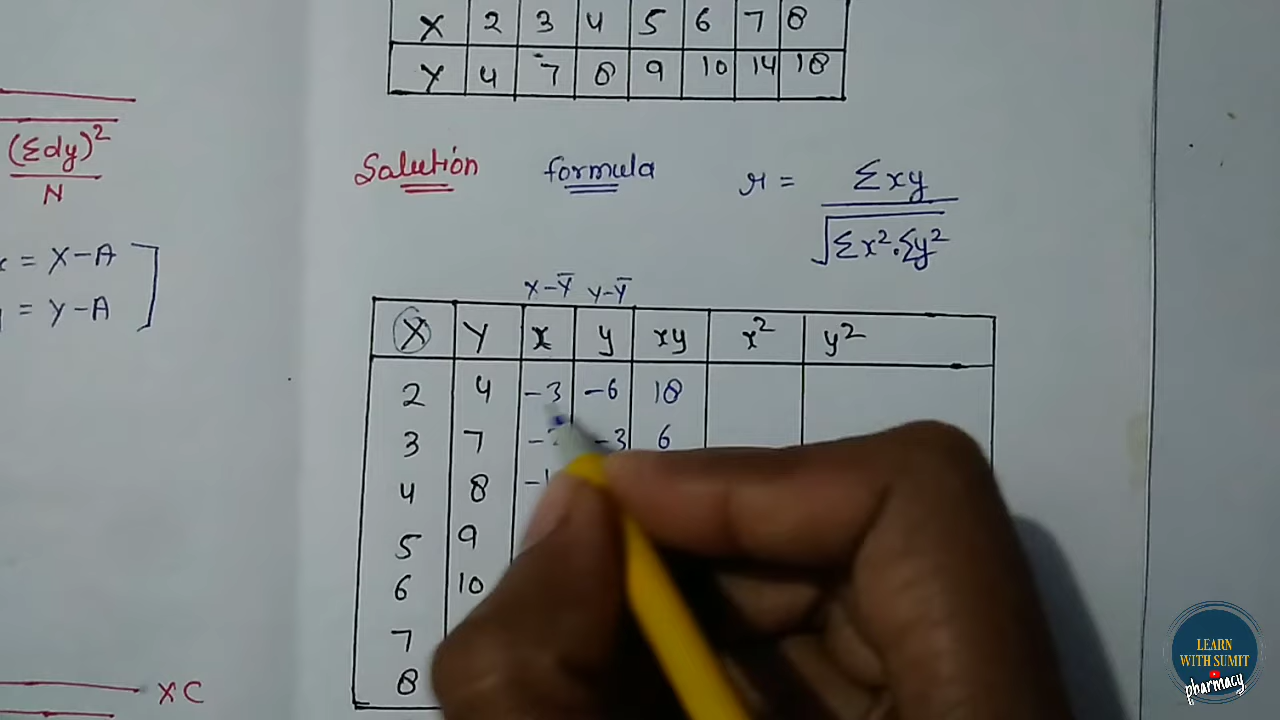 X 2 3 4 5 6 7 8
Y 4 7 8 9 10 14 18
(Σdy)²
N
= X-A
= Y-A
Salution formula r = Σxy
√Σx².Σy²
X-Y̅ Y-Y̅
X Y x y xy x² y²
2 4 -3 -6 18
3 7 -3 6
4 8 -1
5 9
6 10
7
8
XC
LEARN
WITH SUMIT
pharmacy